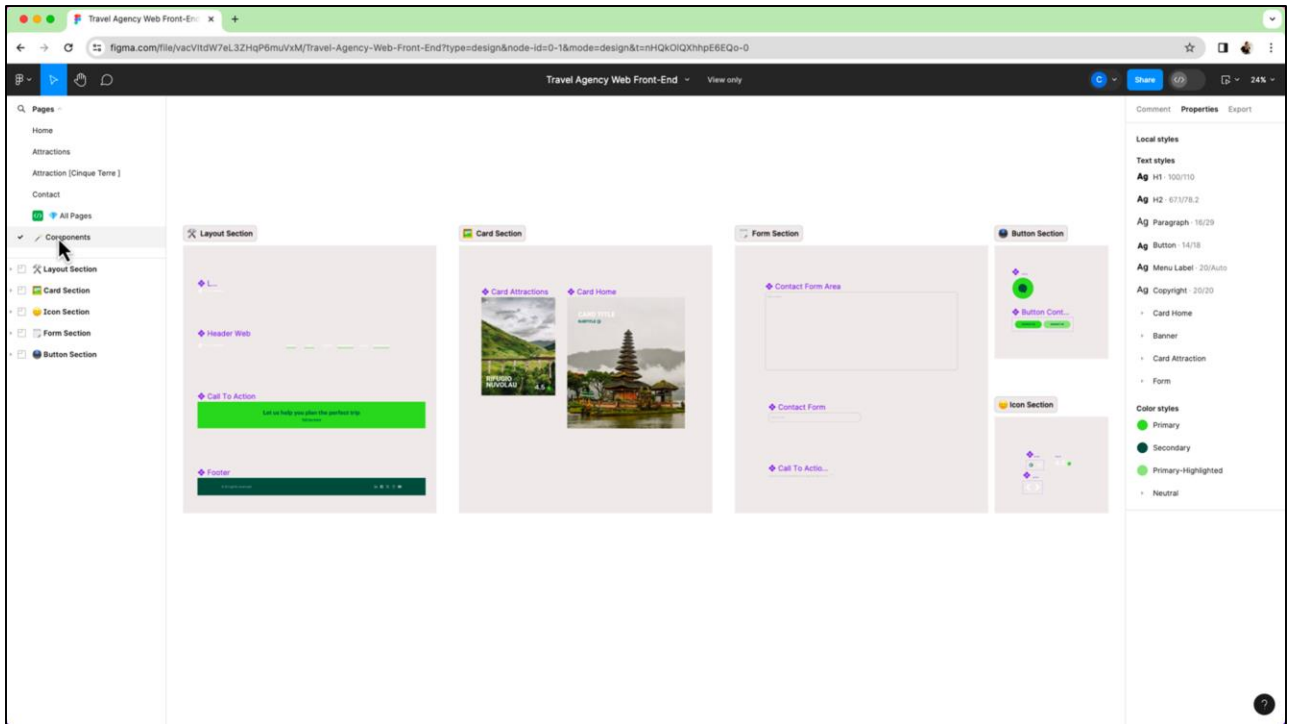 Travel Agency Web Front-En
figma.com/file/vacVItdW7eL3ZHqP6muVxM/Travel-Agency-Web-Front-End?type=design&node-id=0-1&mode=design&t=nHQkOIQXhhpE6EQo-0
Travel Agency Web Front-End View only
C Share 24%
Pages
Home
Attractions
Attraction [Cinque Terre ]
Contact
All Pages
Components
Layout Section
Card Section
Icon Section
Form Section
Button Section
Layout Section
L...
Header Web
Call To Action
Let us help you plan the perfect trip
Footer
Card Section
Card Attractions
RIFUGIO
NUVOLAU 4.5
Card Home
CARD TITLE
SUBTITLE
Form Section
Contact Form Area
Contact Form
Call To Actio...
Button Section
...
Button Cont...
Icon Section
Comment Properties Export
Local styles
Text styles
Ag H1 · 100/110
Ag H2 · 67.1/78.2
Ag Paragraph · 16/29
Ag Button · 14/18
Ag Menu Label · 20/Auto
Ag Copyright · 20/20
Card Home
Banner
Card Attraction
Form
Color styles
Primary
Secondary
Primary-Highlighted
Neutral
?